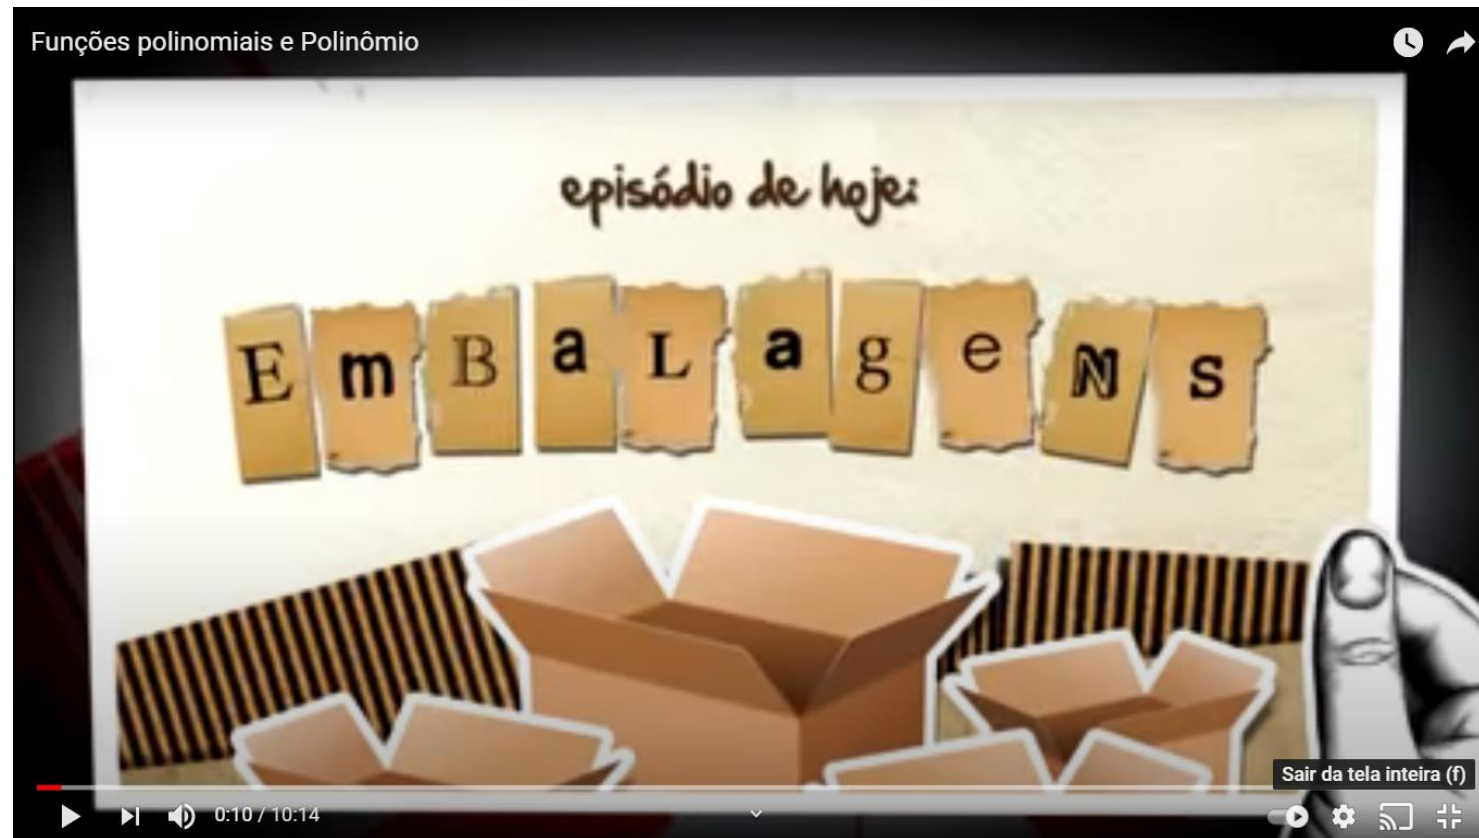 Funções polinomiais e Polinômio
episódio de hoje:
EmBaLageNs
Sair da tela inteira (f)
0:10 / 10:14